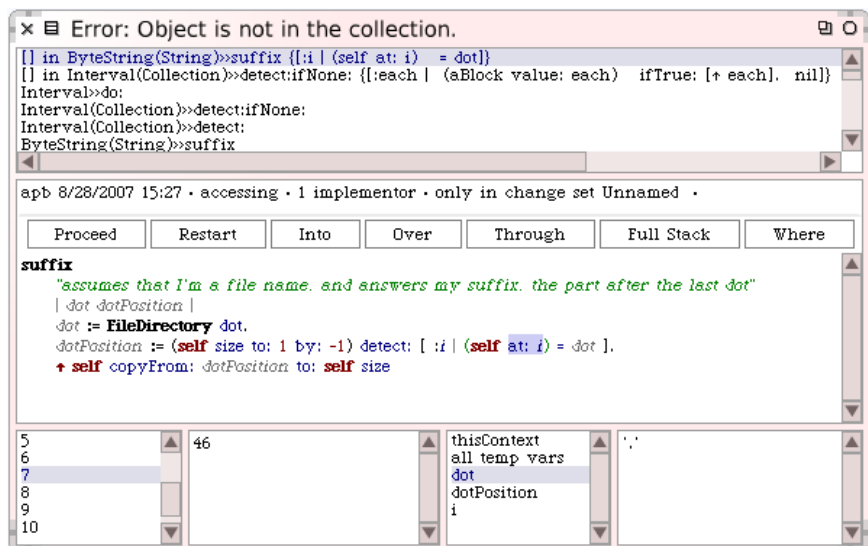 Error: Object is not in the collection.
[] in ByteString(String)»suffix {[:i | (self at: i)  = dot]}
[] in Interval(Collection)»detect:ifNone: {[:each |  (aBlock value: each)  ifTrue: [↑ each].  nil]}
Interval»do:
Interval(Collection)»detect:ifNone:
Interval(Collection)»detect:
ByteString(String)»suffix
apb 8/28/2007 15:27 · accessing · 1 implementor · only in change set Unnamed ·
Proceed Restart Into Over Through Full Stack Where
suffix
"assumes that I'm a file name, and answers my suffix, the part after the last dot"
| dot dotPosition |
dot := FileDirectory dot.
dotPosition := (self size to: 1 by: -1) detect: [ :i | (self at: i) = dot ].
↑ self copyFrom: dotPosition to: self size
5
6
7
8
9
10
46
thisContext
all temp vars
dot
dotPosition
i
'.'